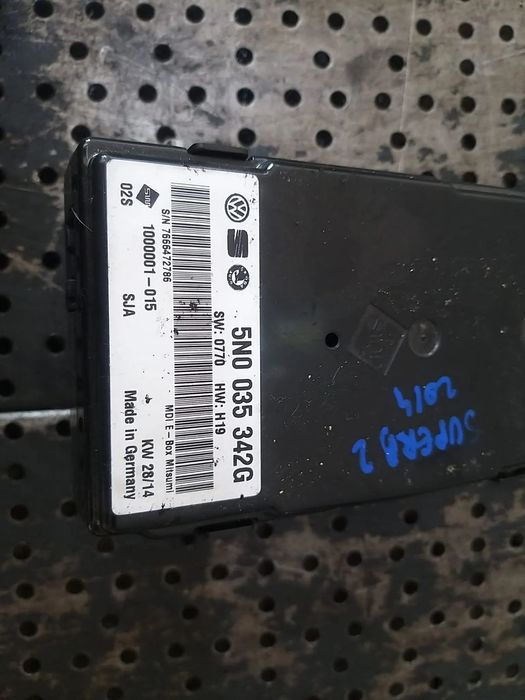 5N0 035 342G
SW: 0770 HW: H19
MDI E-Box Mitsumi
S/N 7666472786
1000001-015 KW 28/14
02S SJA Made in Germany
SUPERB 2
2014